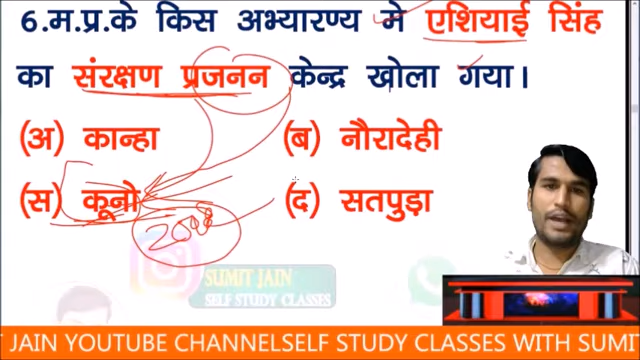 6.म.प्र.के किस अभ्यारण्य मे एशियाई सिंह
का संरक्षण प्रजनन केन्द्र खोला गया।
(अ) कान्हा (ब) नौरादेही
(स) कूनो (द) सतपुड़ा
2008
SUMIT JAIN
SELF STUDY CLASSES
T JAIN YOUTUBE CHANNELSELF STUDY CLASSES WITH SUMI